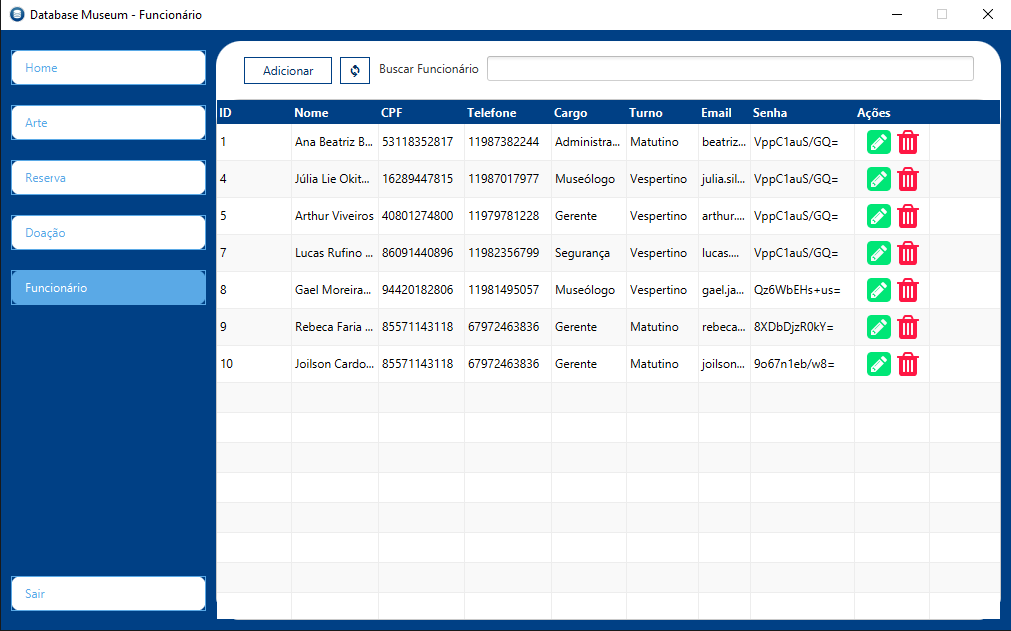 Database Museum - Funcionário
Home
Arte
Reserva
Doação
Funcionário
Sair
Adicionar Buscar Funcionário
ID Nome CPF Telefone Cargo Turno Email Senha Ações
1 Ana Beatriz B... 53118352817 11987382244 Administra... Matutino beatriz... VppC1auS/GQ=
4 Júlia Lie Okit... 16289447815 11987017977 Museólogo Vespertino julia.sil... VppC1auS/GQ=
5 Arthur Viveiros 40801274800 11979781228 Gerente Vespertino arthur.... VppC1auS/GQ=
7 Lucas Rufino ... 86091440896 11982356799 Segurança Vespertino lucas.... VppC1auS/GQ=
8 Gael Moreira... 94420182806 11981495057 Museólogo Vespertino gael.ja... Qz6WbEHs+us=
9 Rebeca Faria ... 85571143118 67972463836 Gerente Matutino rebeca... 8XDbDjzR0kY=
10 Joilson Cardo... 85571143118 67972463836 Gerente Matutino joilson... 9o67n1eb/w8=